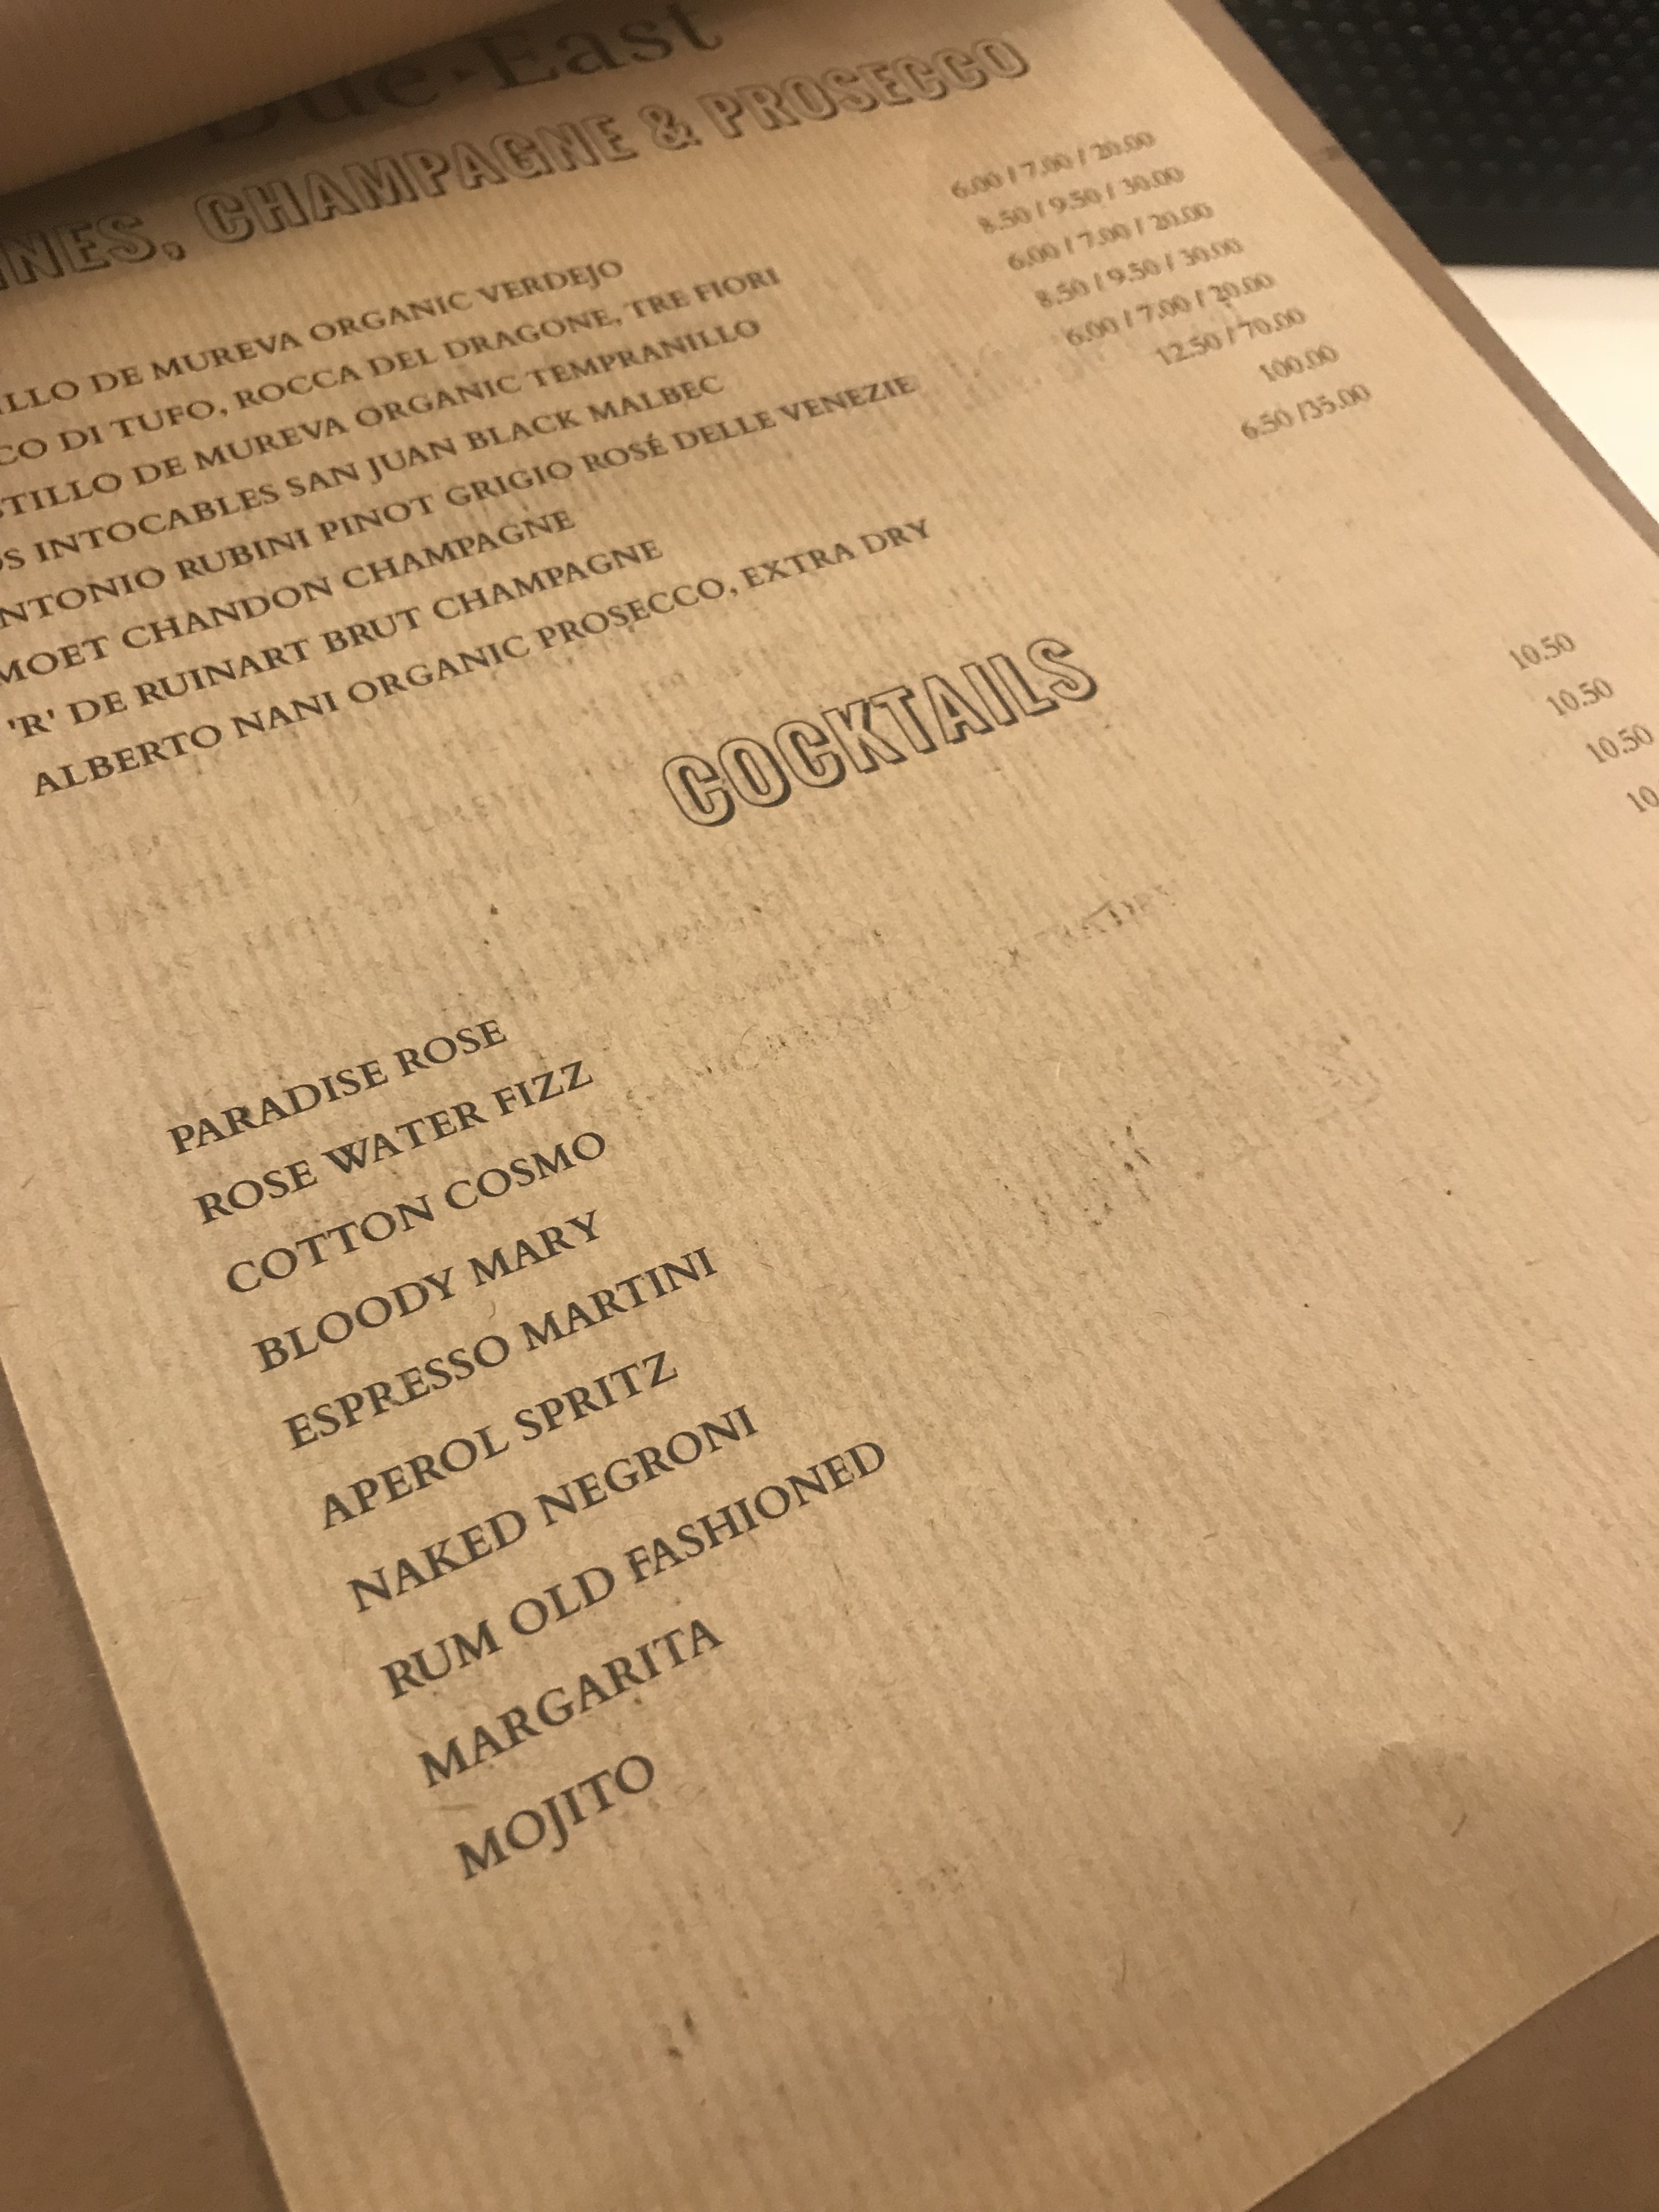 Due East
INES, CHAMPAGNE & PROSECCO
ILLO DE MUREVA ORGANIC VERDEJO 6.00 / 7.00 / 20.00
CO DI TUFO, ROCCA DEL DRAGONE, TRE FIORI 8.50 / 9.50 / 30.00
STILLO DE MUREVA ORGANIC TEMPRANILLO 6.00 / 7.00 / 20.00
OS INTOCABLES SAN JUAN BLACK MALBEC 8.50 / 9.50 / 30.00
NTONIO RUBINI PINOT GRIGIO ROSÉ DELLE VENEZIE 6.00 / 7.00 / 20.00
MOET CHANDON CHAMPAGNE 12.50 / 70.00
'R' DE RUINART BRUT CHAMPAGNE 100.00
ALBERTO NANI ORGANIC PROSECCO, EXTRA DRY 6.50 /35.00
COCKTAILS
PARADISE ROSE 10.50
ROSE WATER FIZZ 10.50
COTTON COSMO 10.50
BLOODY MARY 10
ESPRESSO MARTINI
APEROL SPRITZ
NAKED NEGRONI
RUM OLD FASHIONED
MARGARITA
MOJITO